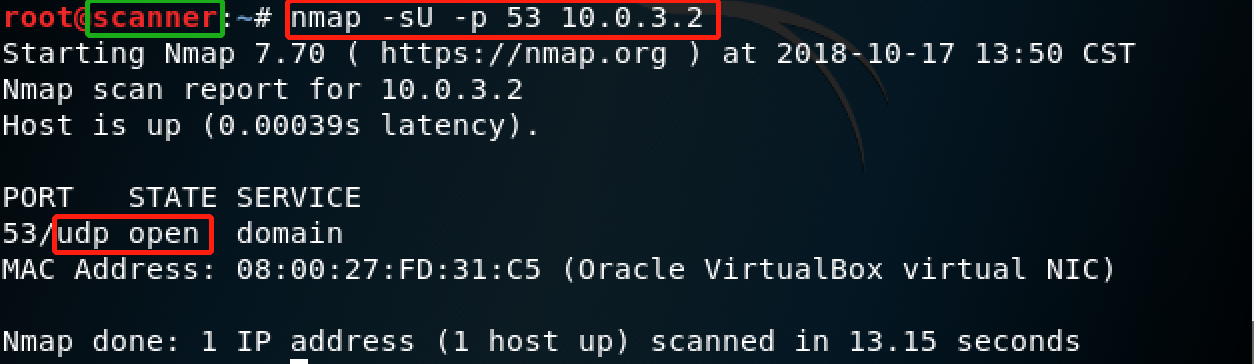 root@scanner:~# nmap -sU -p 53 10.0.3.2
Starting Nmap 7.70 ( https://nmap.org ) at 2018-10-17 13:50 CST
Nmap scan report for 10.0.3.2
Host is up (0.00039s latency).
PORT   STATE SERVICE
53/udp open  domain
MAC Address: 08:00:27:FD:31:C5 (Oracle VirtualBox virtual NIC)
Nmap done: 1 IP address (1 host up) scanned in 13.15 seconds